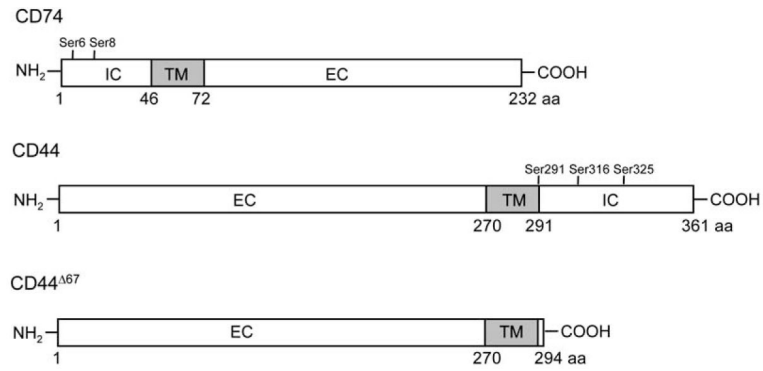 CD74
Ser6 Ser8
NH₂ IC TM EC COOH
1 46 72 232 aa
CD44
Ser291 Ser316 Ser325
NH₂ EC TM IC COOH
1 270 291 361 aa
CD44Δ67
NH₂ EC TM COOH
1 270 294 aa